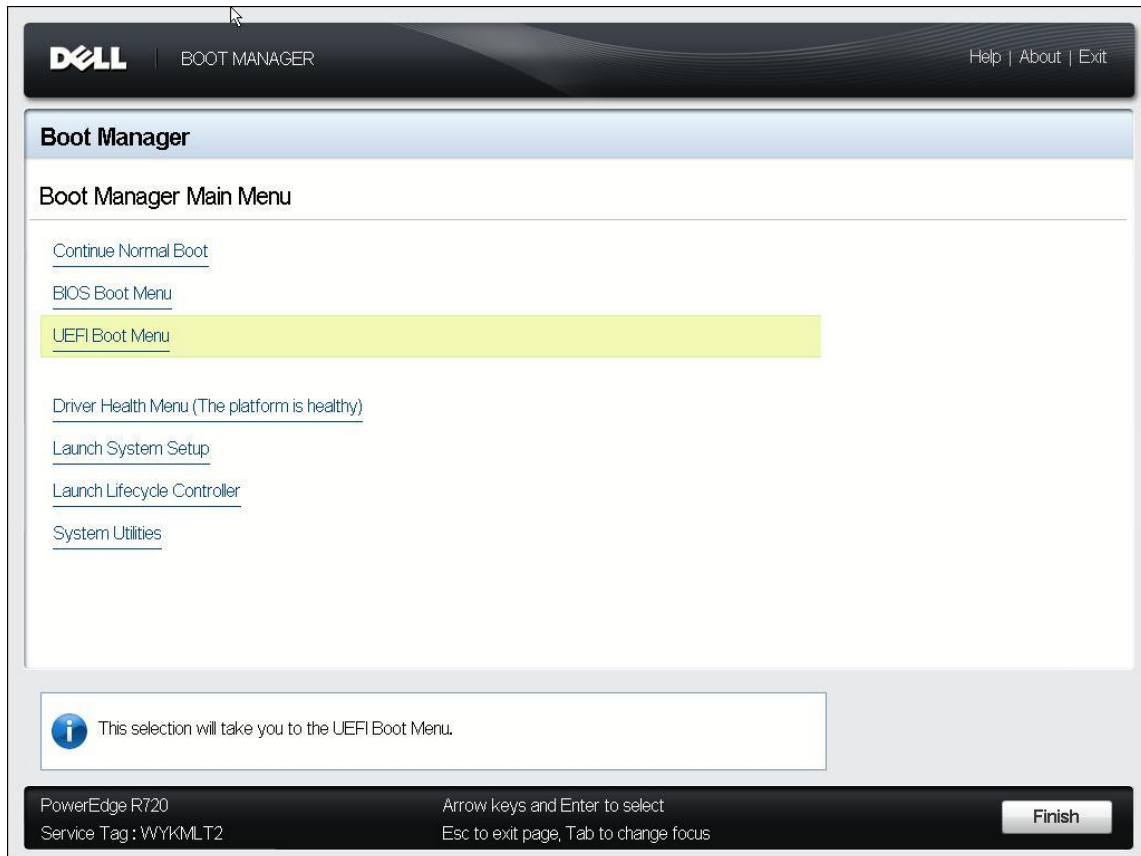 DELL
BOOT MANAGER
Help | About | Exit
Boot Manager
Boot Manager Main Menu
Continue Normal Boot
BIOS Boot Menu
UEFI Boot Menu
Driver Health Menu (The platform is healthy)
Launch System Setup
Launch Lifecycle Controller
System Utilities
This selection will take you to the UEFI Boot Menu.
PowerEdge R720
Service Tag : WYKMLT2
Arrow keys and Enter to select
Esc to exit page, Tab to change focus
Finish